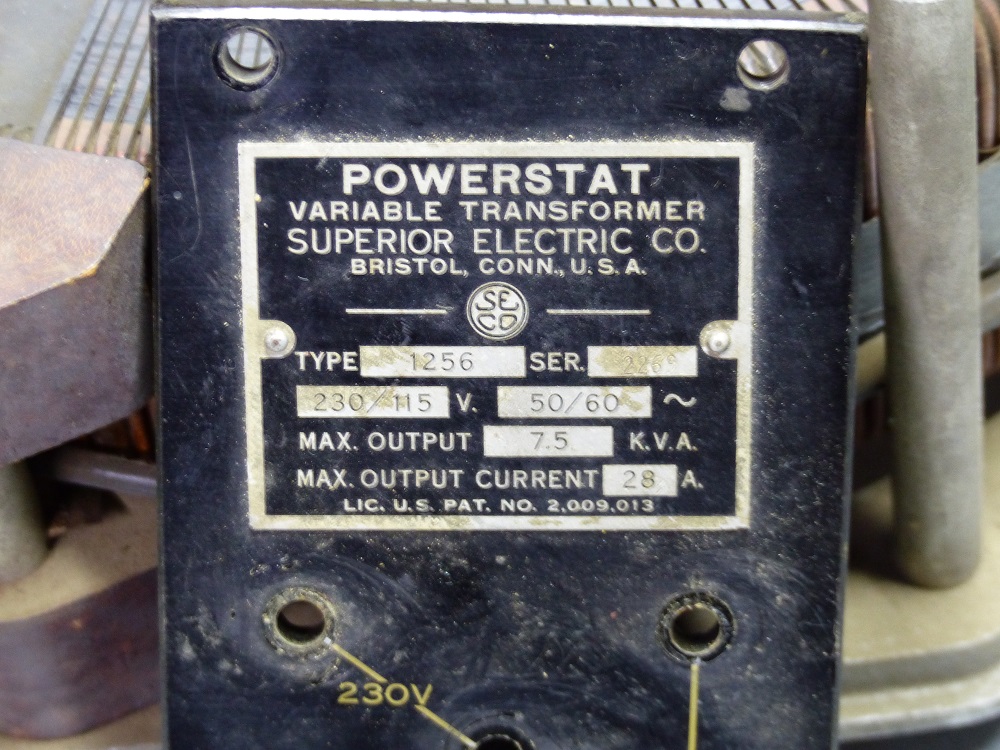 POWERSTAT
VARIABLE TRANSFORMER
SUPERIOR ELECTRIC CO.
BRISTOL, CONN., U.S.A.
SE
CO
TYPE 1256 SER.
230/115 V. 50/60 ~
MAX. OUTPUT 7.5 K.V.A.
MAX. OUTPUT CURRENT 28 A.
LIC. U.S. PAT. NO. 2,009,013
230V